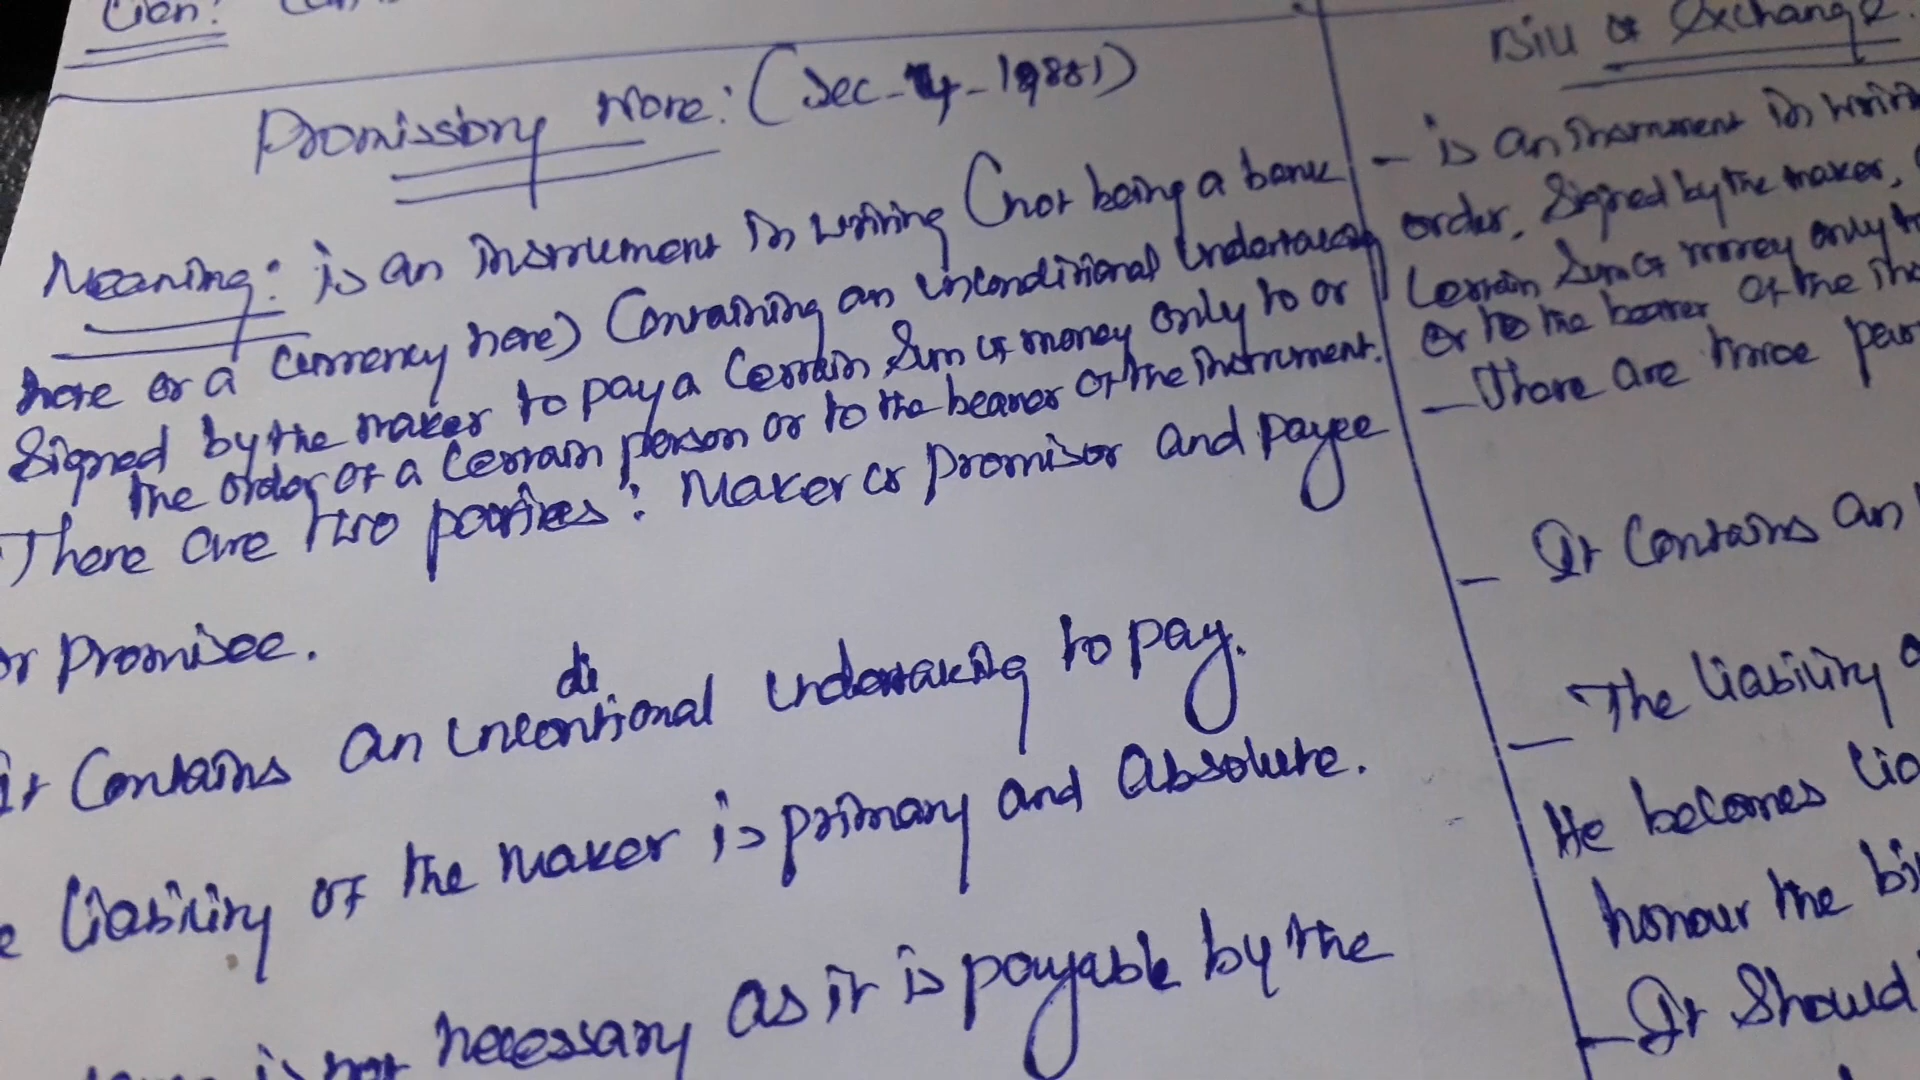 Lien:
Promissory Note: (Sec-4-1881)
Meaning: is an instrument in writing (not being a bank
note or a currency note) Containing an unconditional undertaking
Signed by the maker to pay a Certain Sum of money only to or
the order of a Certain person or to the bearer of the instrument.
There are two parties: Maker or promisor and payee
or Promisee.
It Contains an uncontional undertaking to pay.
di
Liability of the Maker is primary and absolute.
is not necessary as it is payable by the
Bill of Exchange.
- is an instrument in
order, Signed by the maker,
Certain Sum of money only
or to the bearer of the
- There are three
- It Contains an
- The liability
He becomes
honour the
- It Should